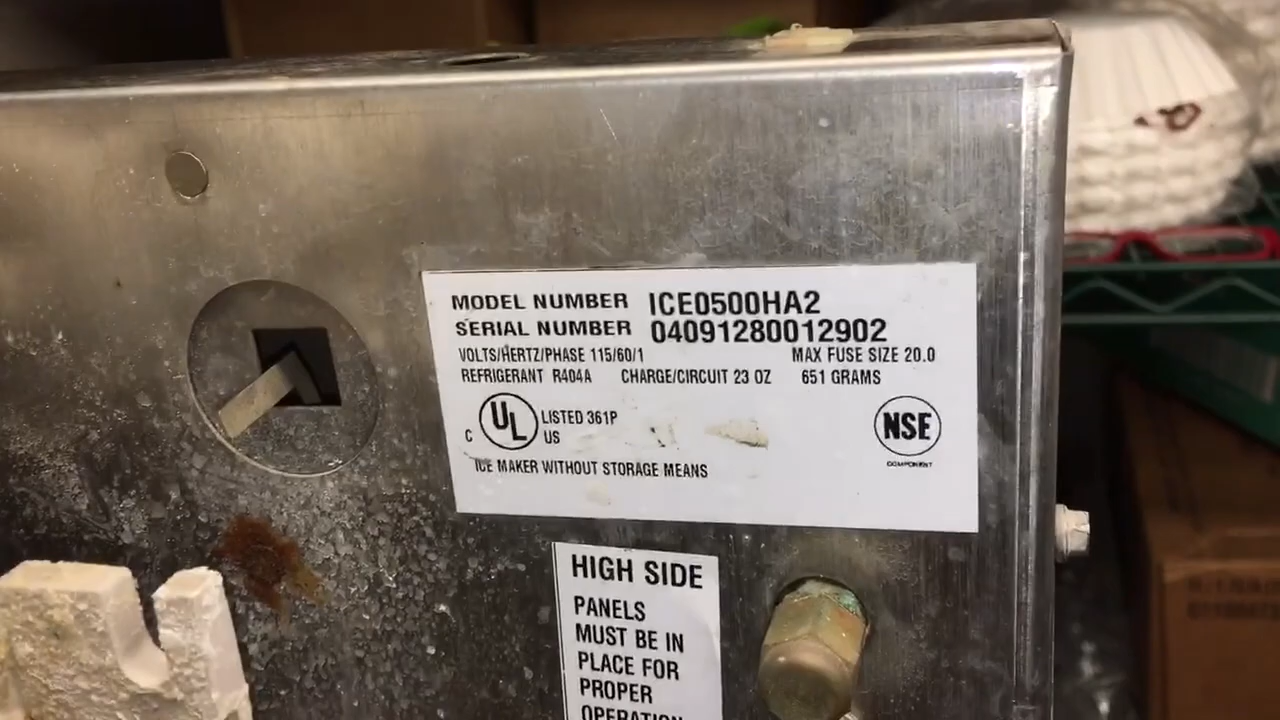 MODEL NUMBER ICE0500HA2
SERIAL NUMBER 04091280012902
VOLTS/HERTZ/PHASE 115/60/1 MAX FUSE SIZE 20.0
REFRIGERANT R404A CHARGE/CIRCUIT 23 OZ 651 GRAMS
C UL US LISTED 361P
NSE
COMPONENT
ICE MAKER WITHOUT STORAGE MEANS
HIGH SIDE
PANELS
MUST BE IN
PLACE FOR
PROPER
OPERATION